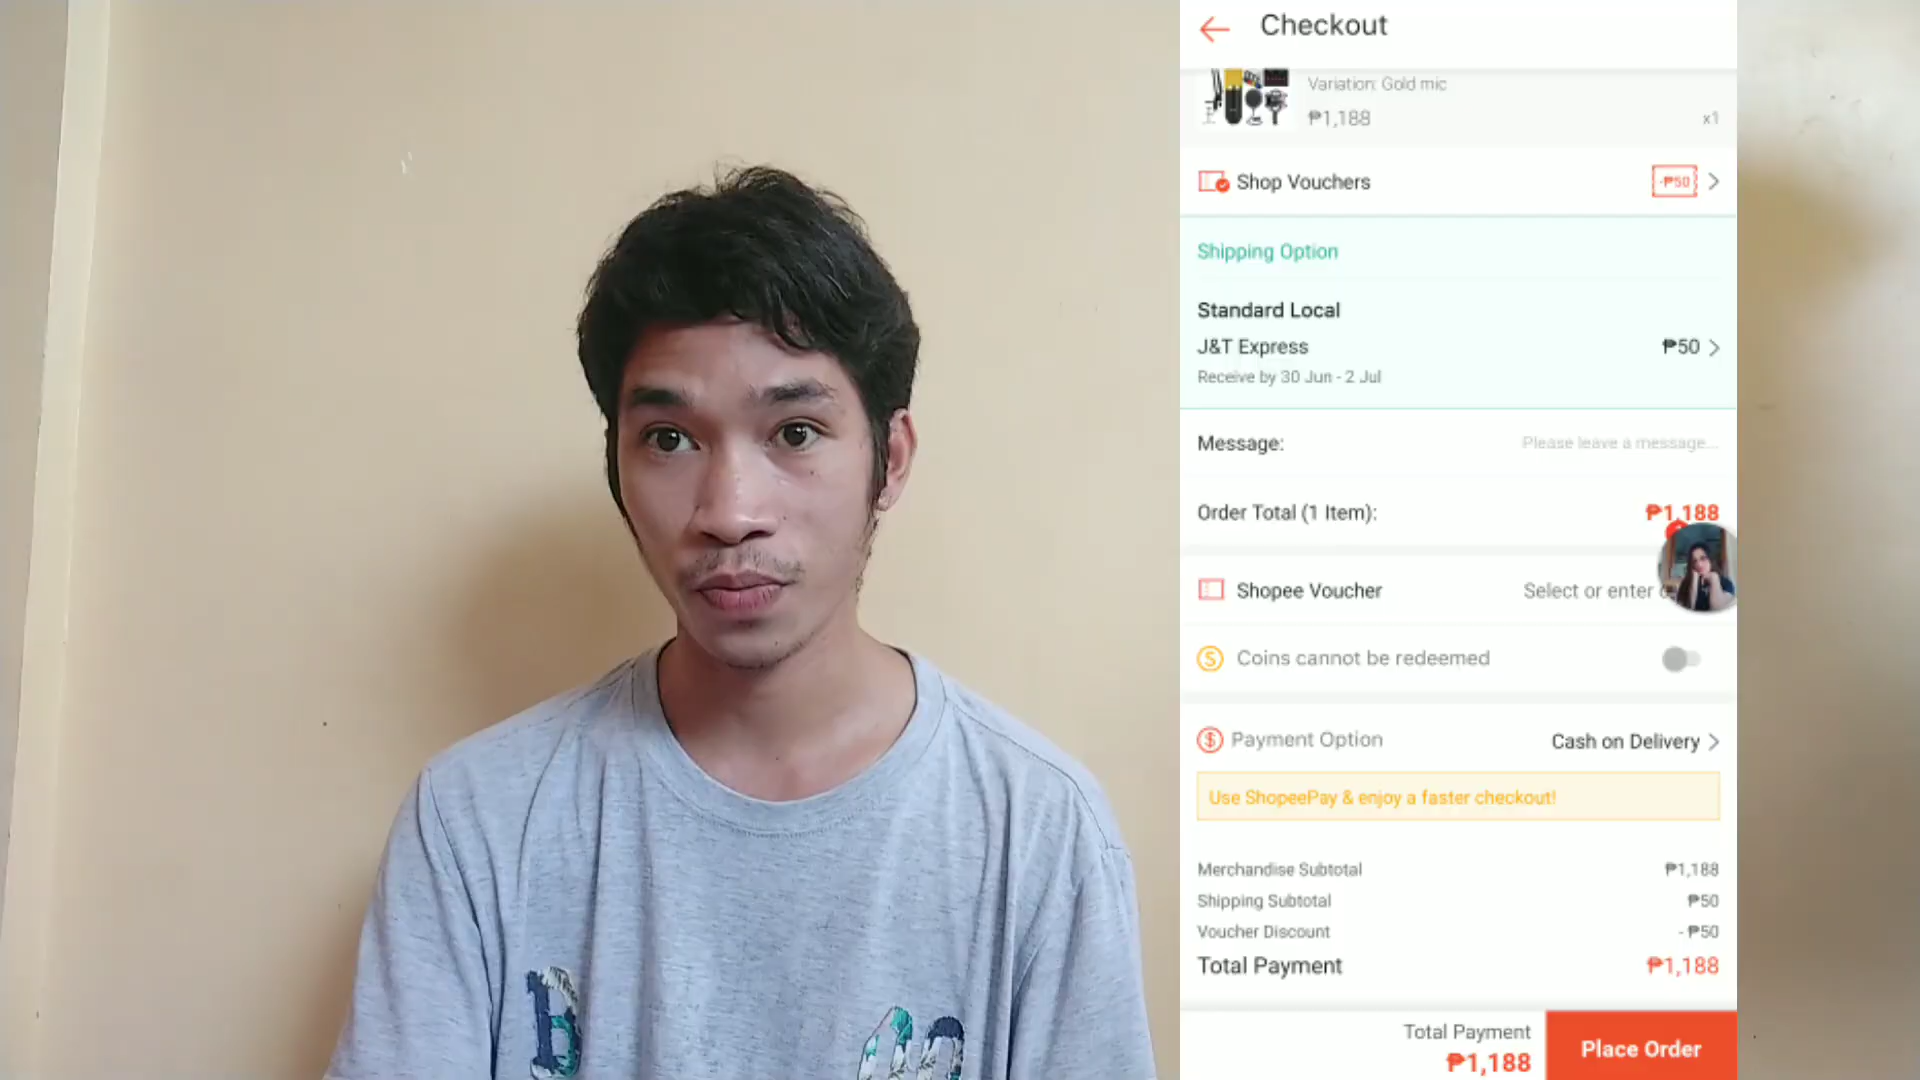 Checkout
Variation: Gold mic
₱1,188
x1
Shop Vouchers
-₱50
Shipping Option
Standard Local
J&T Express
₱50
Receive by 30 Jun - 2 Jul
Message:
Please leave a message...
Order Total (1 Item):
₱1,188
Shopee Voucher
Select or enter
Coins cannot be redeemed
Payment Option
Cash on Delivery
Use ShopeePay & enjoy a faster checkout!
Merchandise Subtotal
₱1,188
Shipping Subtotal
₱50
Voucher Discount
- ₱50
Total Payment
₱1,188
Total Payment
₱1,188
Place Order
B